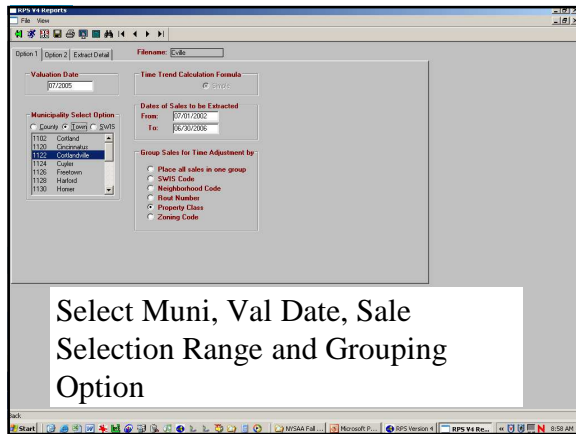 RPS V4 Reports
File View
Option 1 Option 2 Extract Detail Filename: Cville
Valuation Date
07/2005
Time Trend Calculation Formula
Simple
Municipality Select Option
County Town SWIS
1102 Cortland
1120 Cincinnatus
1122 Cortlandville
1124 Cuyler
1126 Freetown
1128 Harford
1130 Homer
Dates of Sales to be Extracted
From: 07/01/2002
To: 06/30/2006
Group Sales for Time Adjustment by
Place all sales in one group
SWIS Code
Neighborhood Code
Rout Number
Property Class
Zoning Code
Select Muni, Val Date, Sale
Selection Range and Grouping
Option
Back
Start NYSAA Fal... Microsoft P... RPS Version 4 RPS V4 Re... 8:58 AM